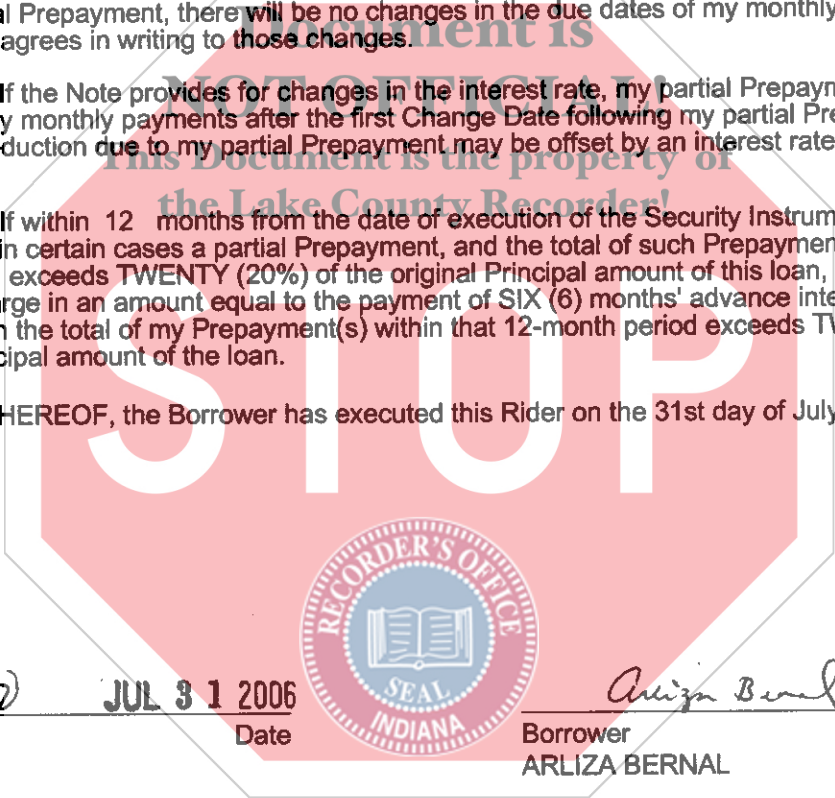 al Prepayment, there will be no changes in the due dates of my monthly
agrees in writing to those changes.
Document is
NOT OFFICIAL!
If the Note provides for changes in the interest rate, my partial Prepaym
y monthly payments after the first Change Date following my partial Pre
duction due to my partial Prepayment may be offset by an interest rate
This Document is the property of
the Lake County Recorder!
If within 12 months from the date of execution of the Security Instrum
in certain cases a partial Prepayment, and the total of such Prepaymen
exceeds TWENTY (20%) of the original Principal amount of this loan,
rge in an amount equal to the payment of SIX (6) months' advance inte
n the total of my Prepayment(s) within that 12-month period exceeds TW
cipal amount of the loan.
HEREOF, the Borrower has executed this Rider on the 31st day of July
STOP
RECORDER'S OFFICE
SEAL
INDIANA
JUL 31 2006
Date
Arliza Bernal
Borrower
ARLIZA BERNAL